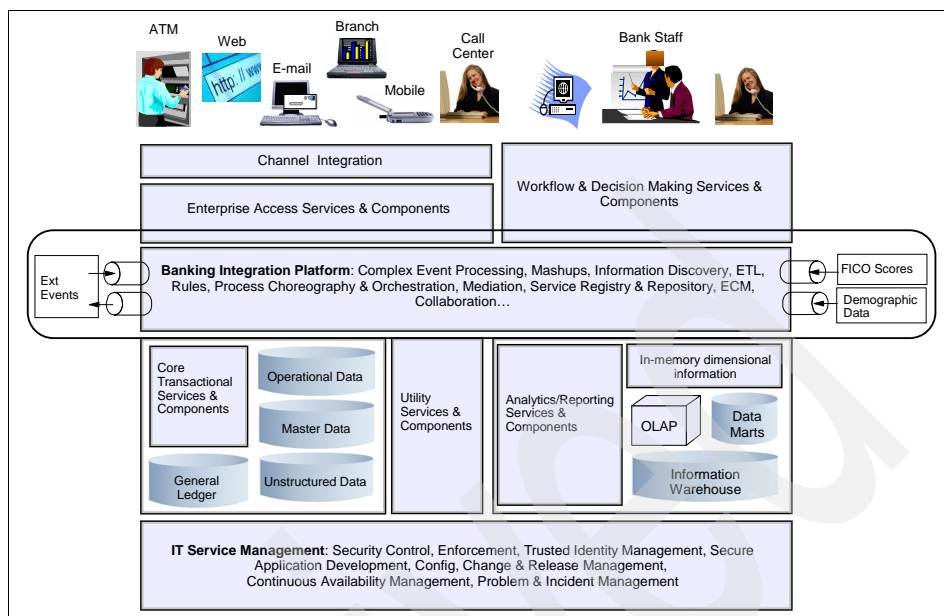 ATM
Web
E-mail
Branch
Mobile
Call
Center
Bank Staff
http: // www
Channel Integration
Enterprise Access Services & Components
Workflow & Decision Making Services &
Components
Ext
Events
Banking Integration Platform: Complex Event Processing, Mashups, Information Discovery, ETL,
Rules, Process Choreography & Orchestration, Mediation, Service Registry & Repository, ECM,
Collaboration…
FICO Scores
Demographic
Data
Core
Transactional
Services &
Components
Operational Data
Master Data
General
Ledger
Unstructured Data
Utility
Services &
Components
Analytics/Reporting
Services &
Components
In-memory dimensional
information
OLAP
Data
Marts
Information
Warehouse
IT Service Management: Security Control, Enforcement, Trusted Identity Management, Secure
Application Development, Config, Change & Release Management,
Continuous Availability Management, Problem & Incident Management